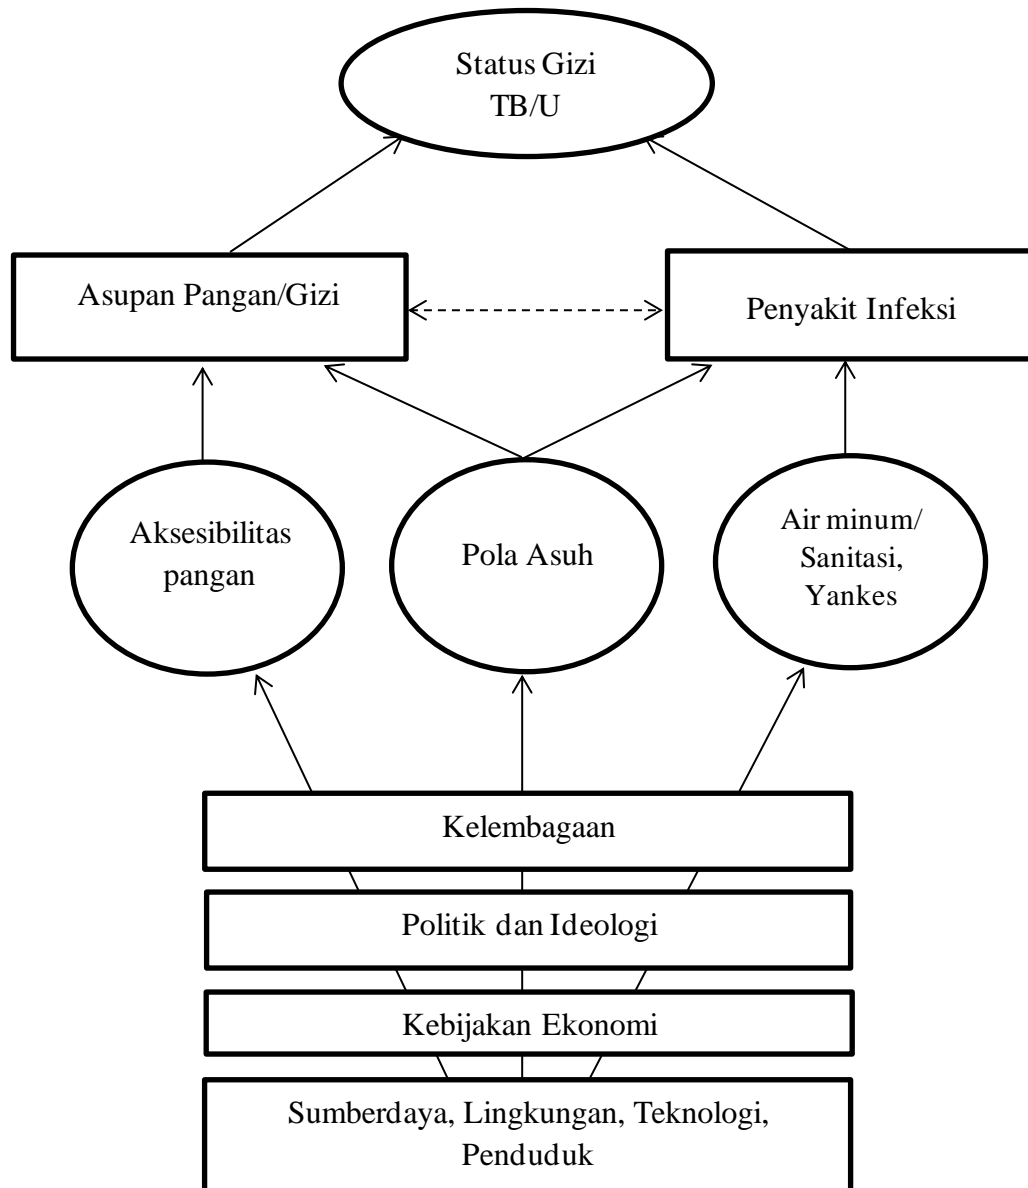 Status Gizi
TB/U
Asupan Pangan/Gizi
Penyakit Infeksi
Aksesibilitas
pangan
Pola Asuh
Air minum/
Sanitasi,
Yankes
Kelembagaan
Politik dan Ideologi
Kebijakan Ekonomi
Sumberdaya, Lingkungan, Teknologi,
Penduduk